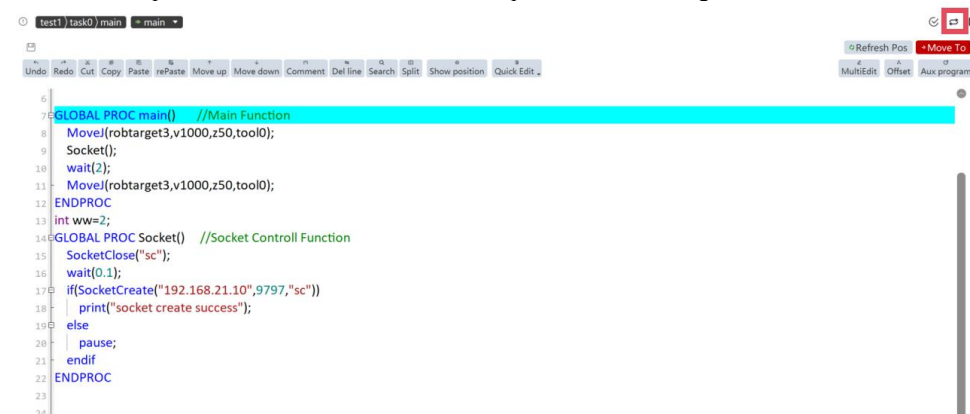 test1 task0 main main
Refresh Pos +Move To
Undo Redo Cut Copy Paste rePaste Move up Move down Comment Del line Search Split Show position Quick Edit MultiEdit Offset Aux program
6
7 GLOBAL PROC main() //Main Function
8 MoveJ(robtarget3,v1000,z50,tool0);
9 Socket();
10 wait(2);
11 MoveJ(robtarget3,v1000,z50,tool0);
12 ENDPROC
13 int ww=2;
14 GLOBAL PROC Socket() //Socket Controll Function
15 SocketClose("sc");
16 wait(0.1);
17 if(SocketCreate("192.168.21.10",9797,"sc"))
18 print("socket create success");
19 else
20 pause;
21 endif
22 ENDPROC
23
24